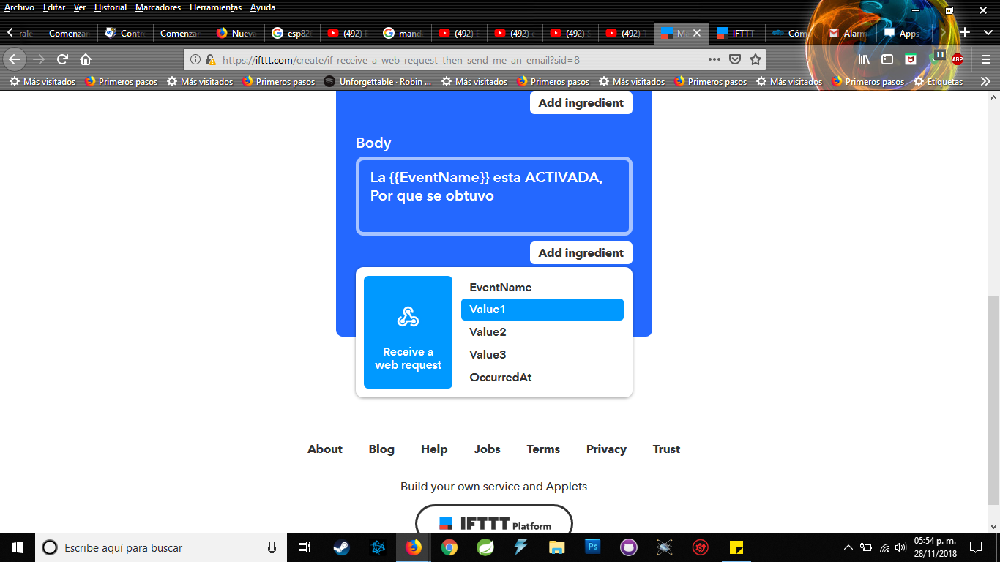 Archivo Editar Ver Historial Marcadores Herramientas Ayuda
Comenzar Contro Comenzar Nueva esp82 (492) E mand (492) E (492) e (492) S (492) T Ma IFTTT Cóm Alarm Apps
https://ifttt.com/create/if-receive-a-web-request-then-send-me-an-email?sid=8 11 ABP
Más visitados Primeros pasos Más visitados Primeros pasos Unforgettable · Robin ... Más visitados Primeros pasos Más visitados Primeros pasos Más visitados Primeros pasos Etiquetas
Add ingredient
Body
La {{EventName}} esta ACTIVADA,
Por que se obtuvo
Add ingredient
EventName
Value1
Value2
Receive a
web request
Value3
OccurredAt
About Blog Help Jobs Terms Privacy Trust
Build your own service and Applets
IFTTT Platform
Escribe aquí para buscar
Ps
05:54 p. m.
28/11/2018